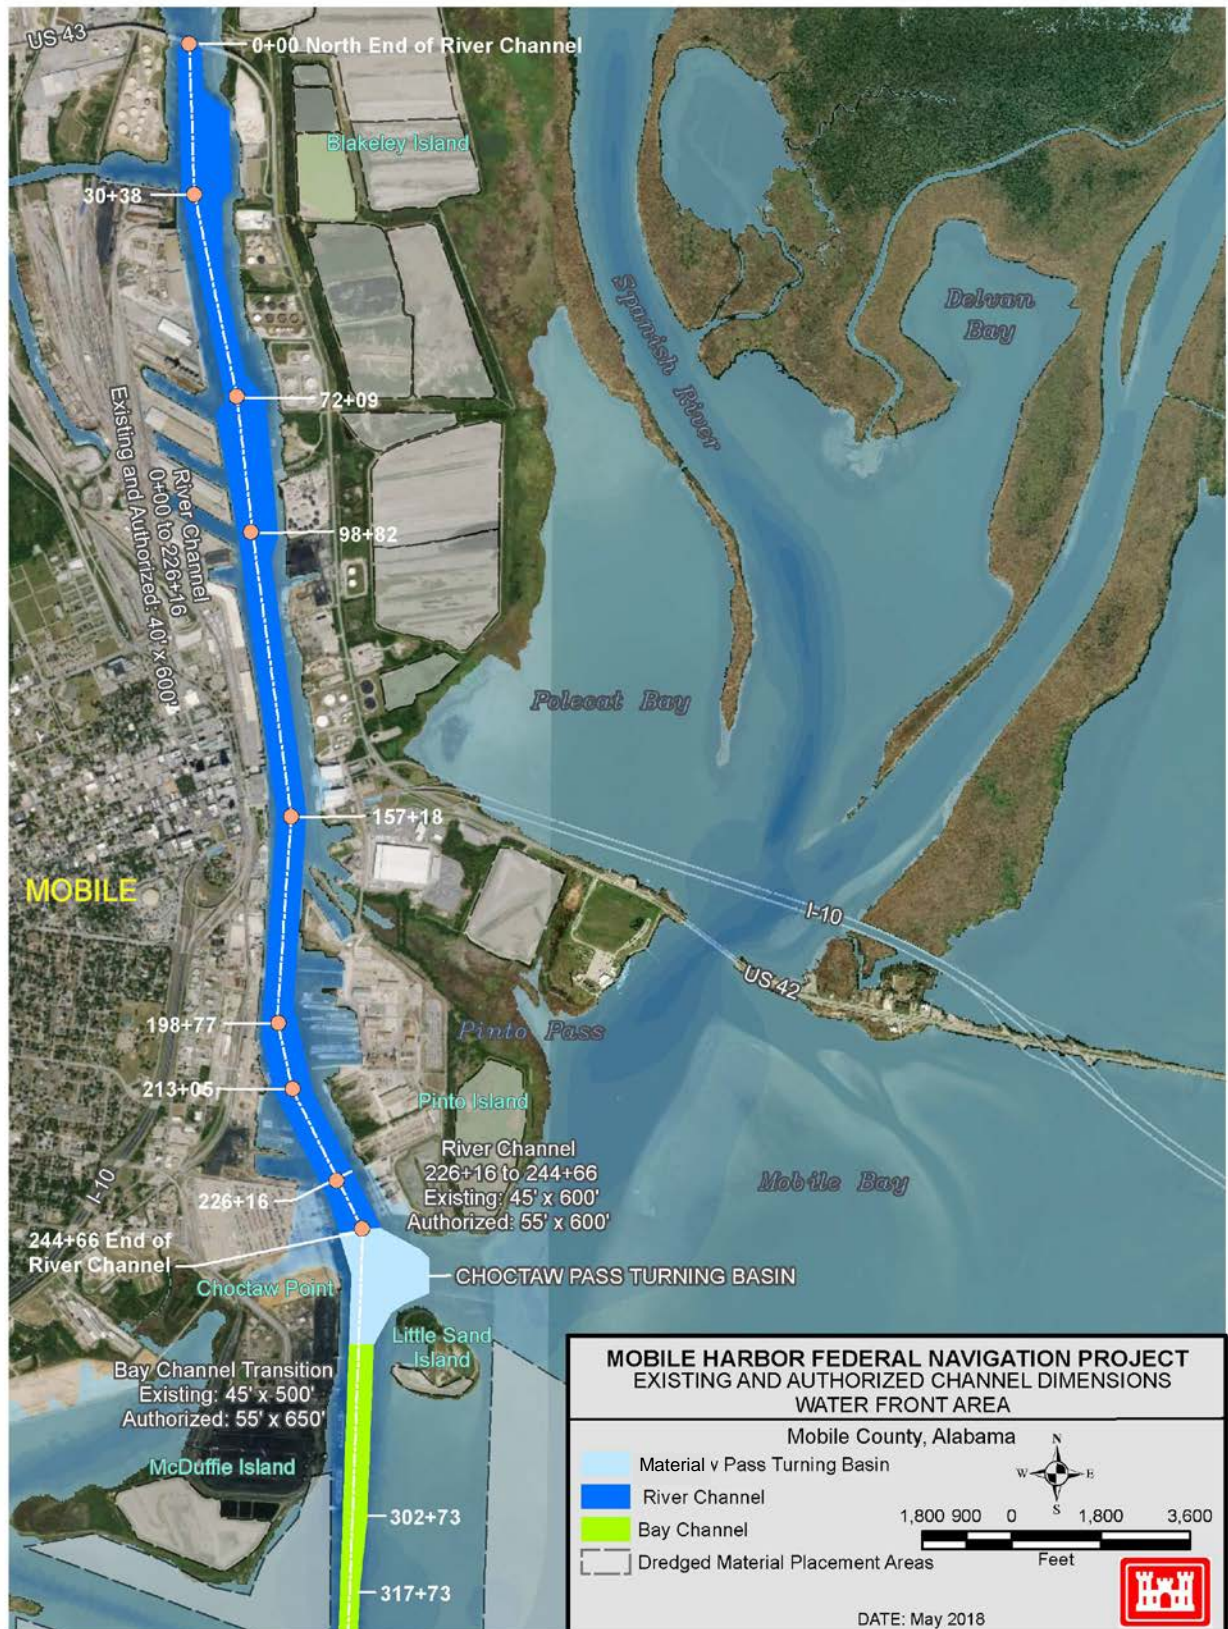 US 43
0+00 North End of River Channel
Blakeley Island
30+38
Spanish River
Delvan
Bay
72+09
River Channel
0+00 to 226+16
Existing and Authorized: 40' x 600'
98+82
Polecat Bay
157+18
MOBILE
I-10
US 42
198+77
Pinto Pass
213+05
Pinto Island
River Channel
226+16 to 244+66
Existing: 45' x 600'
Authorized: 55' x 600'
Mobile Bay
I-10
226+16
244+66 End of
River Channel
CHOCTAW PASS TURNING BASIN
Choctaw Point
Little Sand
Island
Bay Channel Transition
Existing: 45' x 500'
Authorized: 55' x 650'
McDuffie Island
302+73
317+73
MOBILE HARBOR FEDERAL NAVIGATION PROJECT
EXISTING AND AUTHORIZED CHANNEL DIMENSIONS
WATER FRONT AREA
Mobile County, Alabama
Material v Pass Turning Basin
River Channel
Bay Channel
Dredged Material Placement Areas
N
W E
S
1,800 900 0 1,800 3,600
Feet
DATE: May 2018